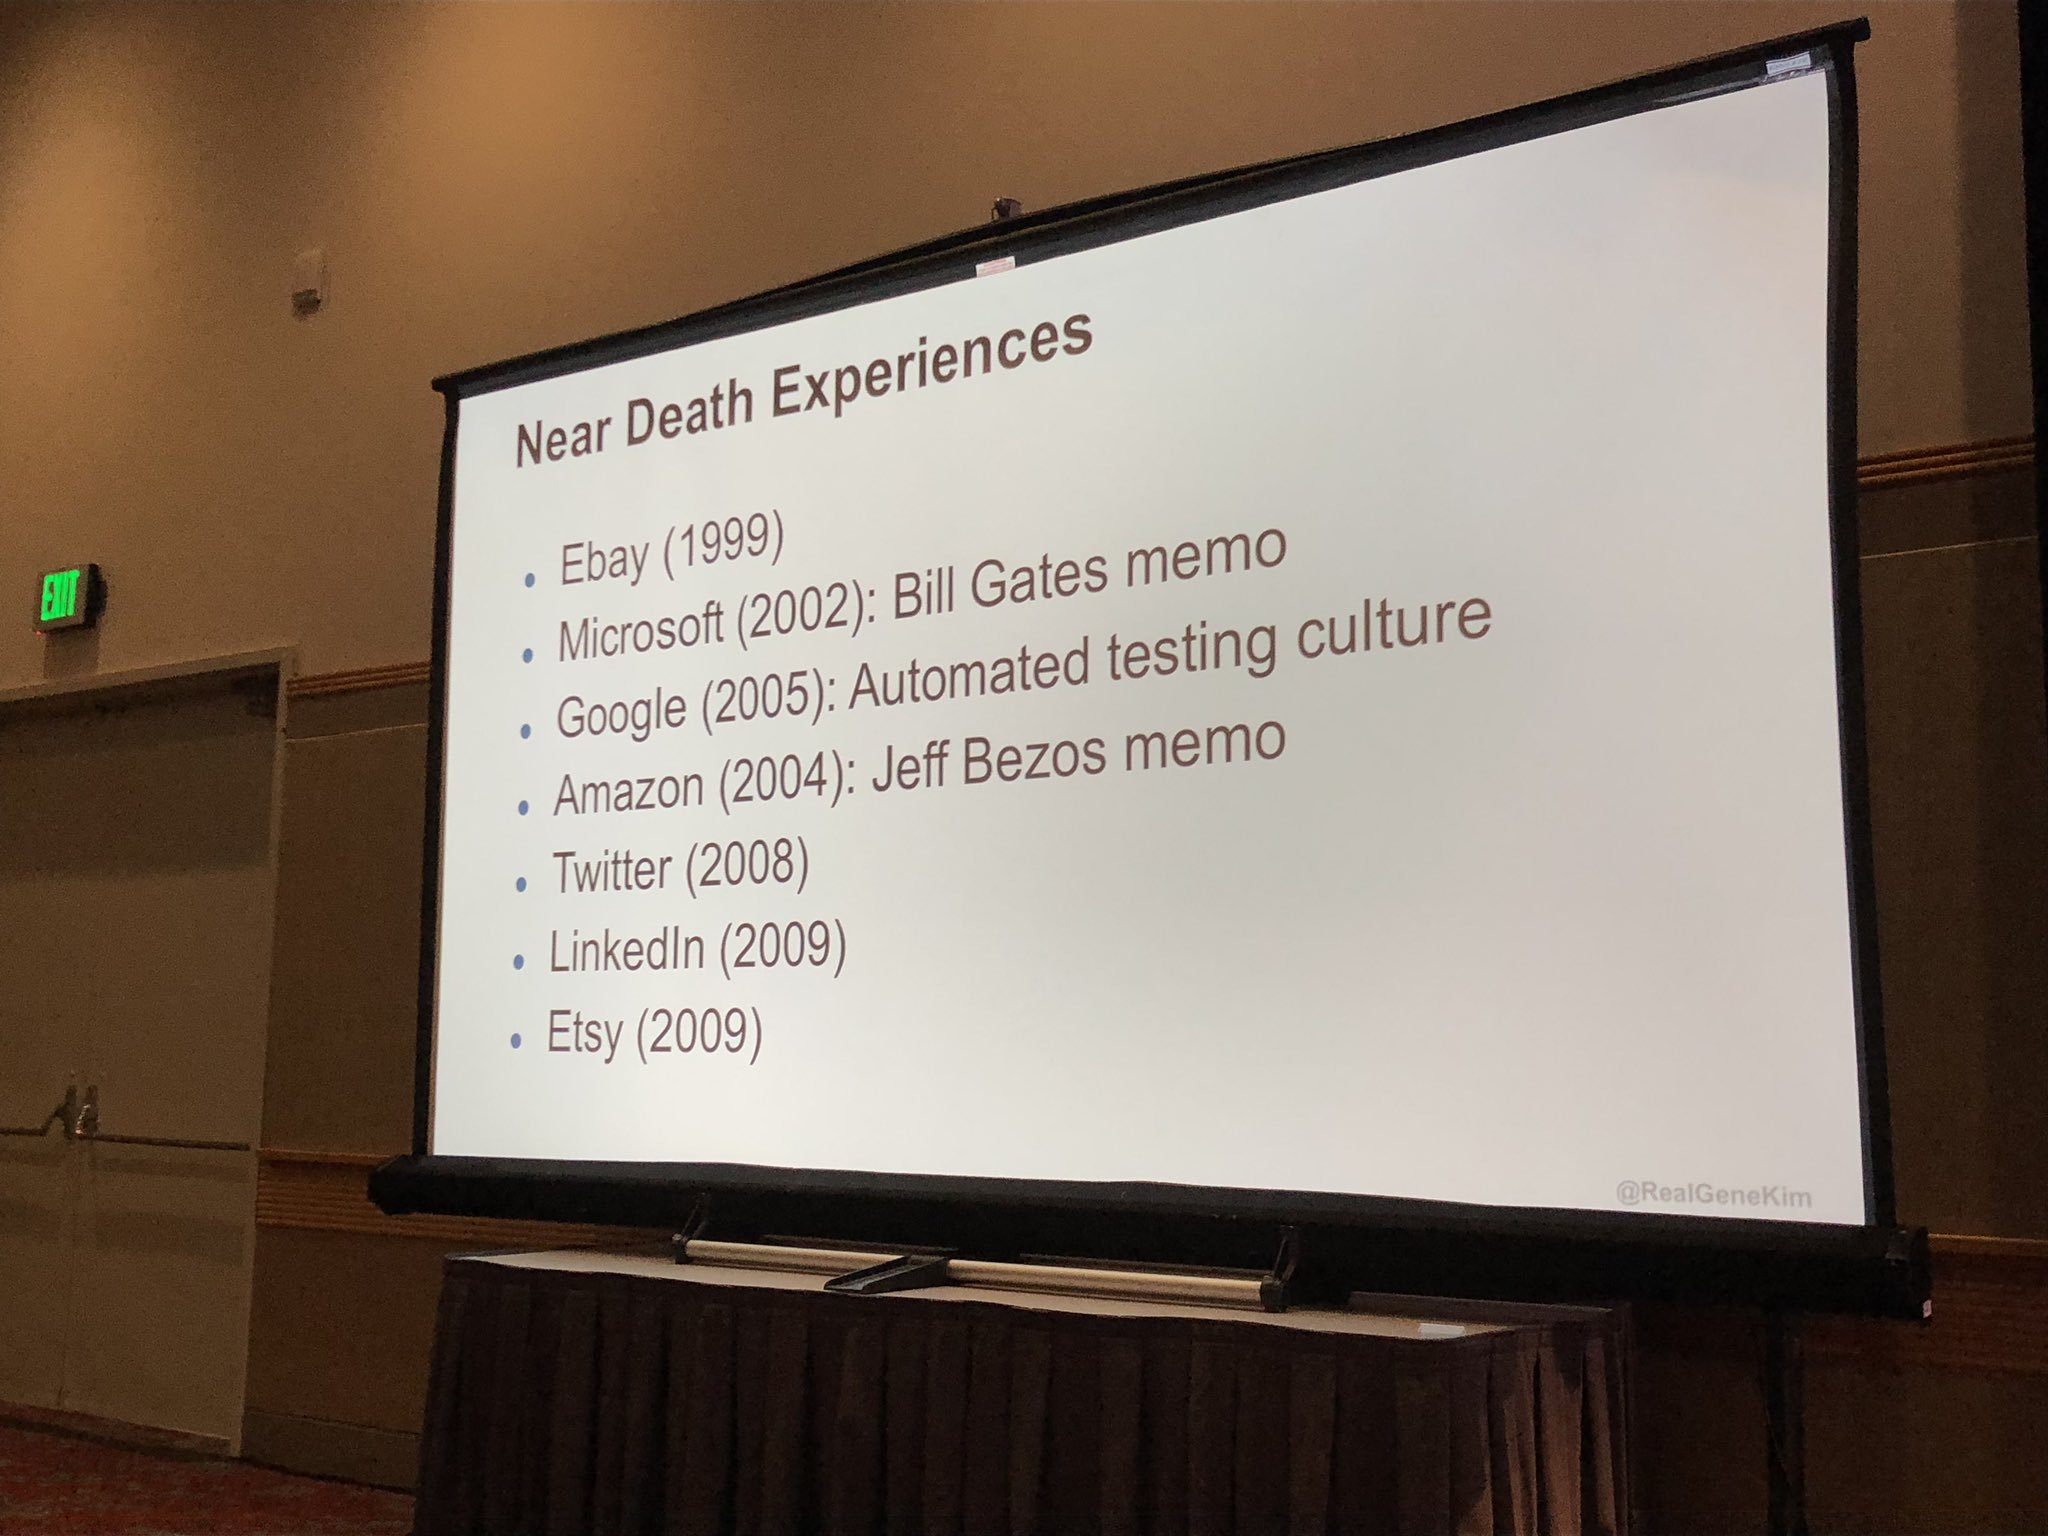 EXIT
Near Death Experiences
• Ebay (1999)
• Microsoft (2002): Bill Gates memo
• Google (2005): Automated testing culture
• Amazon (2004): Jeff Bezos memo
• Twitter (2008)
• LinkedIn (2009)
• Etsy (2009)
@RealGeneKim